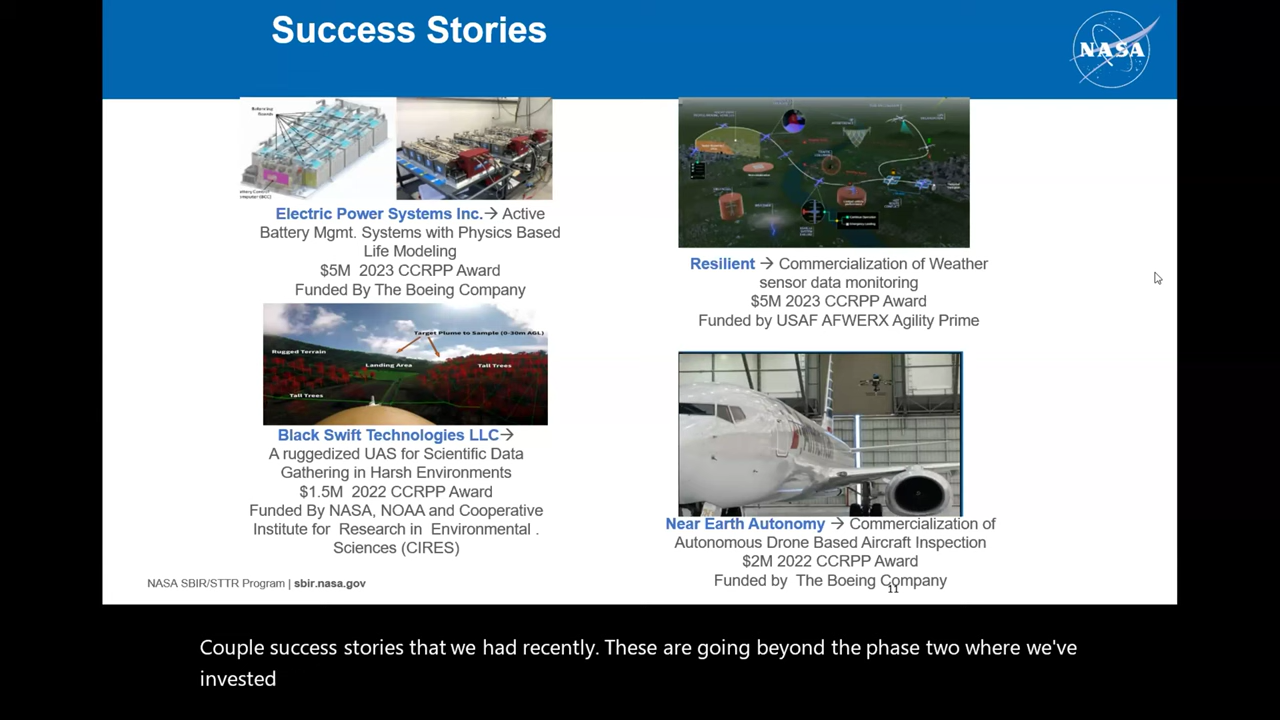 Success Stories
NASA
Electric Power Systems Inc.→ Active
Battery Mgmt. Systems with Physics Based
Life Modeling
$5M 2023 CCRPP Award
Funded By The Boeing Company
Target Plume to Sample (0-30m AGL)
Rugged Terrain
Landing Area
Tall Trees
Tall Trees
Black Swift Technologies LLC→
A ruggedized UAS for Scientific Data
Gathering in Harsh Environments
$1.5M 2022 CCRPP Award
Funded By NASA, NOAA and Cooperative
Institute for Research in Environmental .
Sciences (CIRES)
Resilient → Commercialization of Weather
sensor data monitoring
$5M 2023 CCRPP Award
Funded by USAF AFWERX Agility Prime
Near Earth Autonomy → Commercialization of
Autonomous Drone Based Aircraft Inspection
$2M 2022 CCRPP Award
Funded by The Boeing Company
NASA SBIR/STTR Program | sbir.nasa.gov
11
Couple success stories that we had recently. These are going beyond the phase two where we've
invested